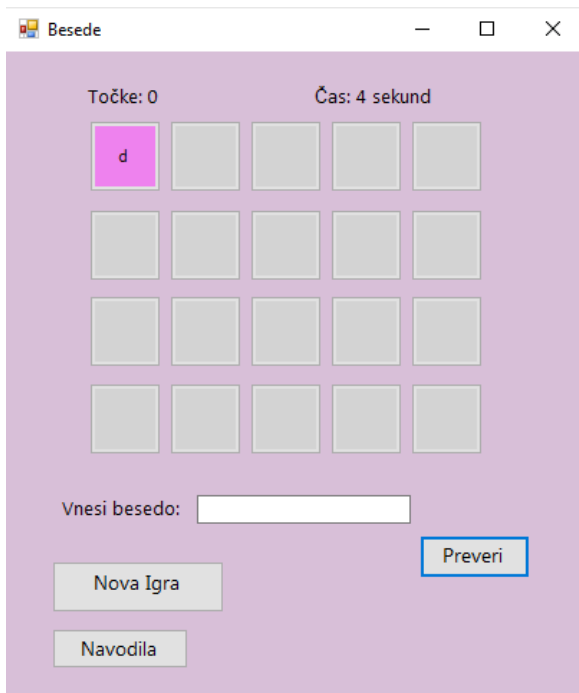 Besede
Točke: 0 Čas: 4 sekund
d
Vnesi besedo:
Preveri
Nova Igra
Navodila